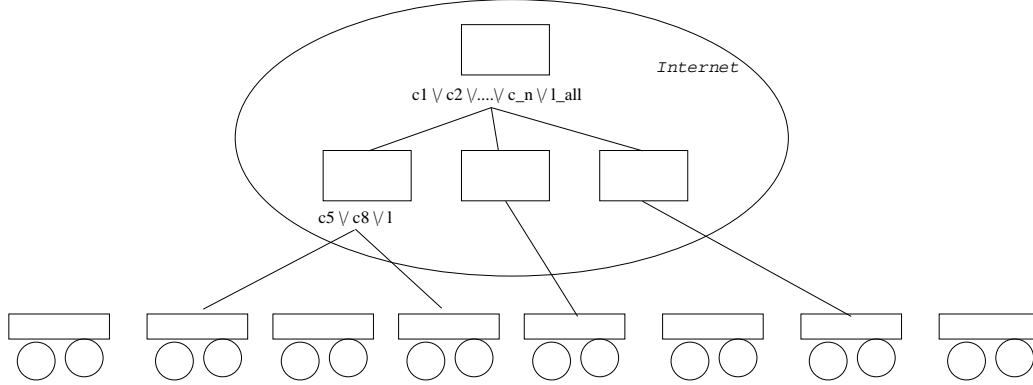 Internet
c1 \/ c2 \/....\/ c_n \/ l_all
c5 \/ c8 \/ l